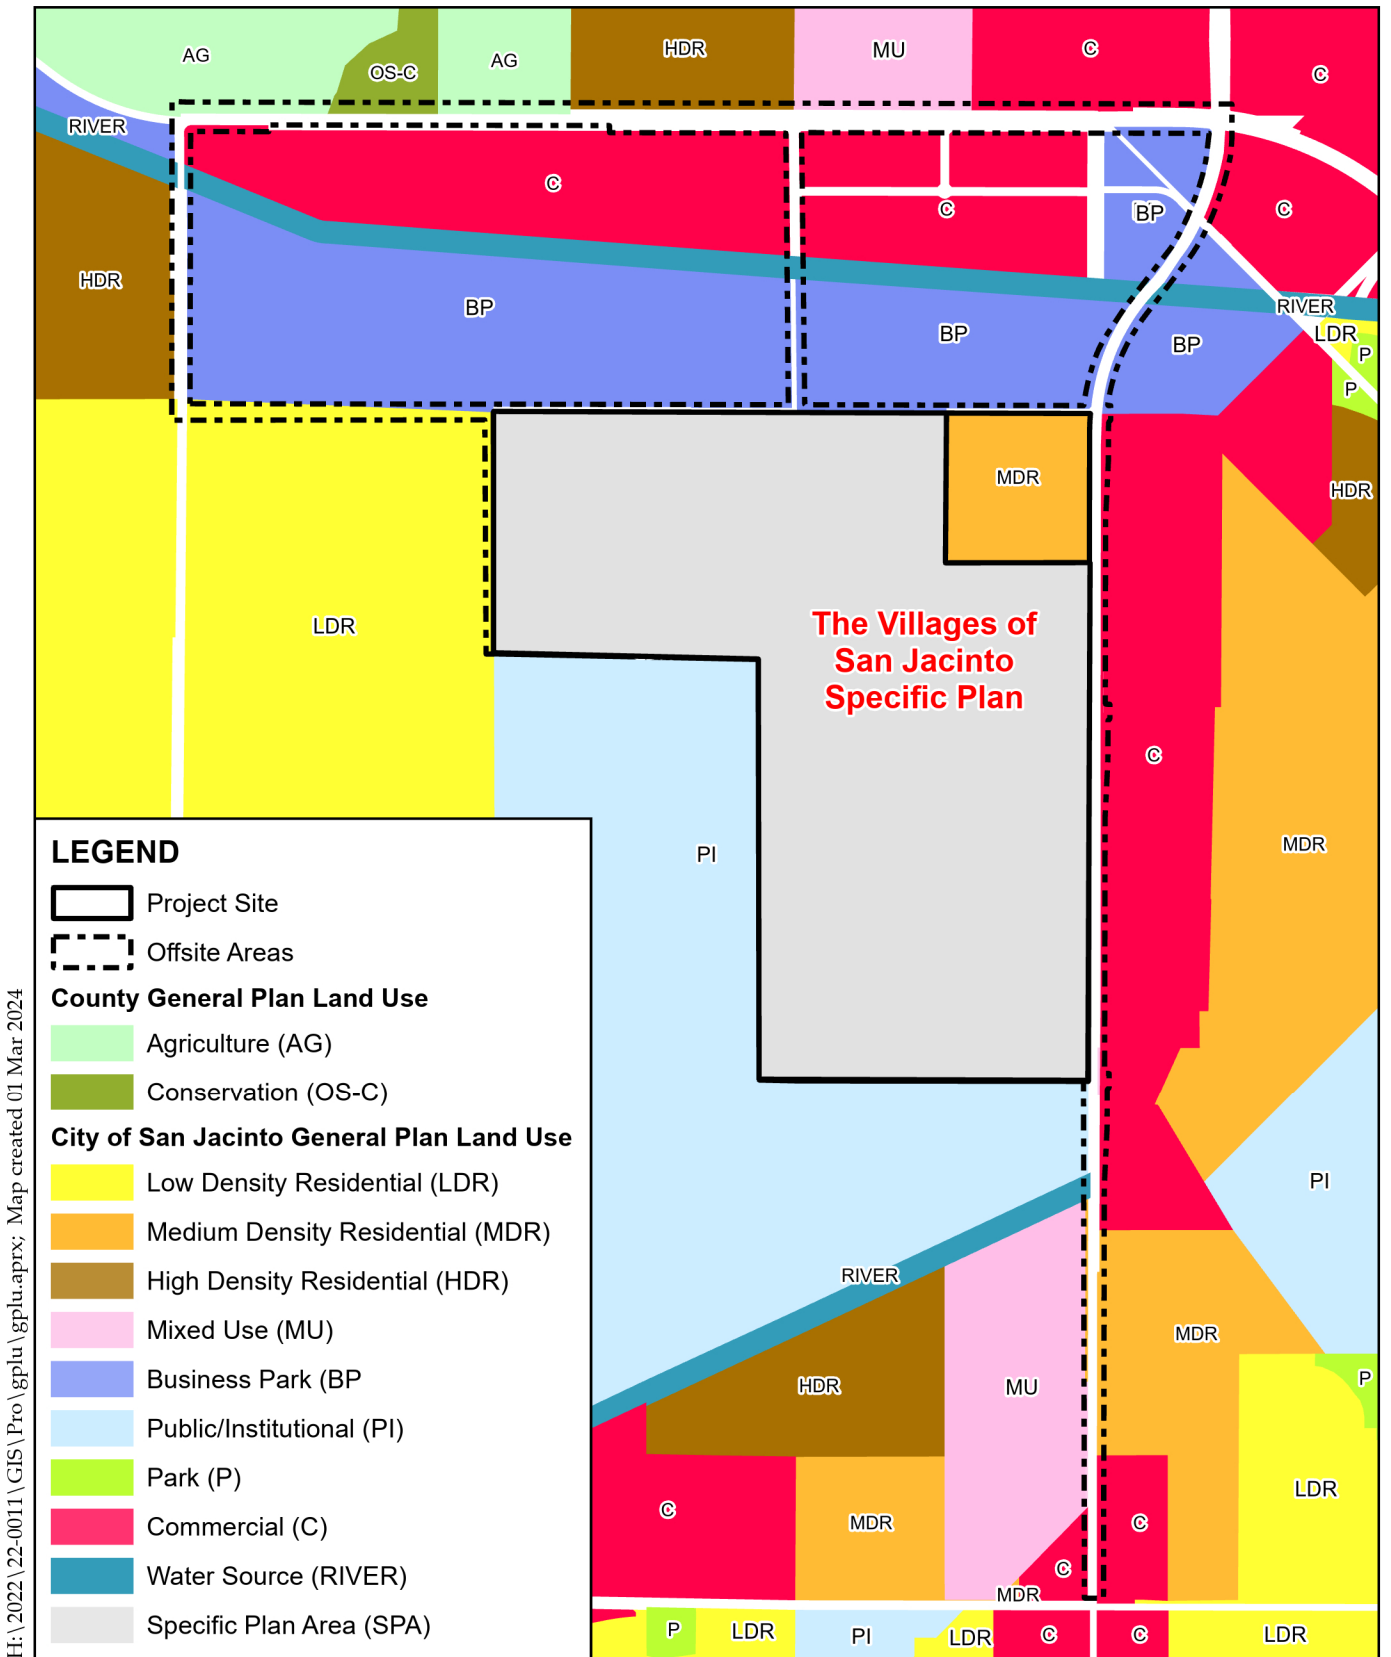 AG
OS-C
AG
HDR
MU
C
C
RIVER
C
C
BP
C
HDR
BP
BP
BP
RIVER
LDR
P
P
MDR
HDR
LDR
The Villages of
San Jacinto
Specific Plan
C
MDR
PI
PI
RIVER
MDR
HDR
MU
P
LDR
C
MDR
C
C
MDR
P
LDR
PI
LDR
C
C
LDR
LEGEND
Project Site
Offsite Areas
County General Plan Land Use
Agriculture (AG)
Conservation (OS-C)
City of San Jacinto General Plan Land Use
Low Density Residential (LDR)
Medium Density Residential (MDR)
High Density Residential (HDR)
Mixed Use (MU)
Business Park (BP
Public/Institutional (PI)
Park (P)
Commercial (C)
Water Source (RIVER)
Specific Plan Area (SPA)
H:\2022\22-0011\GIS\Pro\gplu\gplu.aprx; Map created 01 Mar 2024